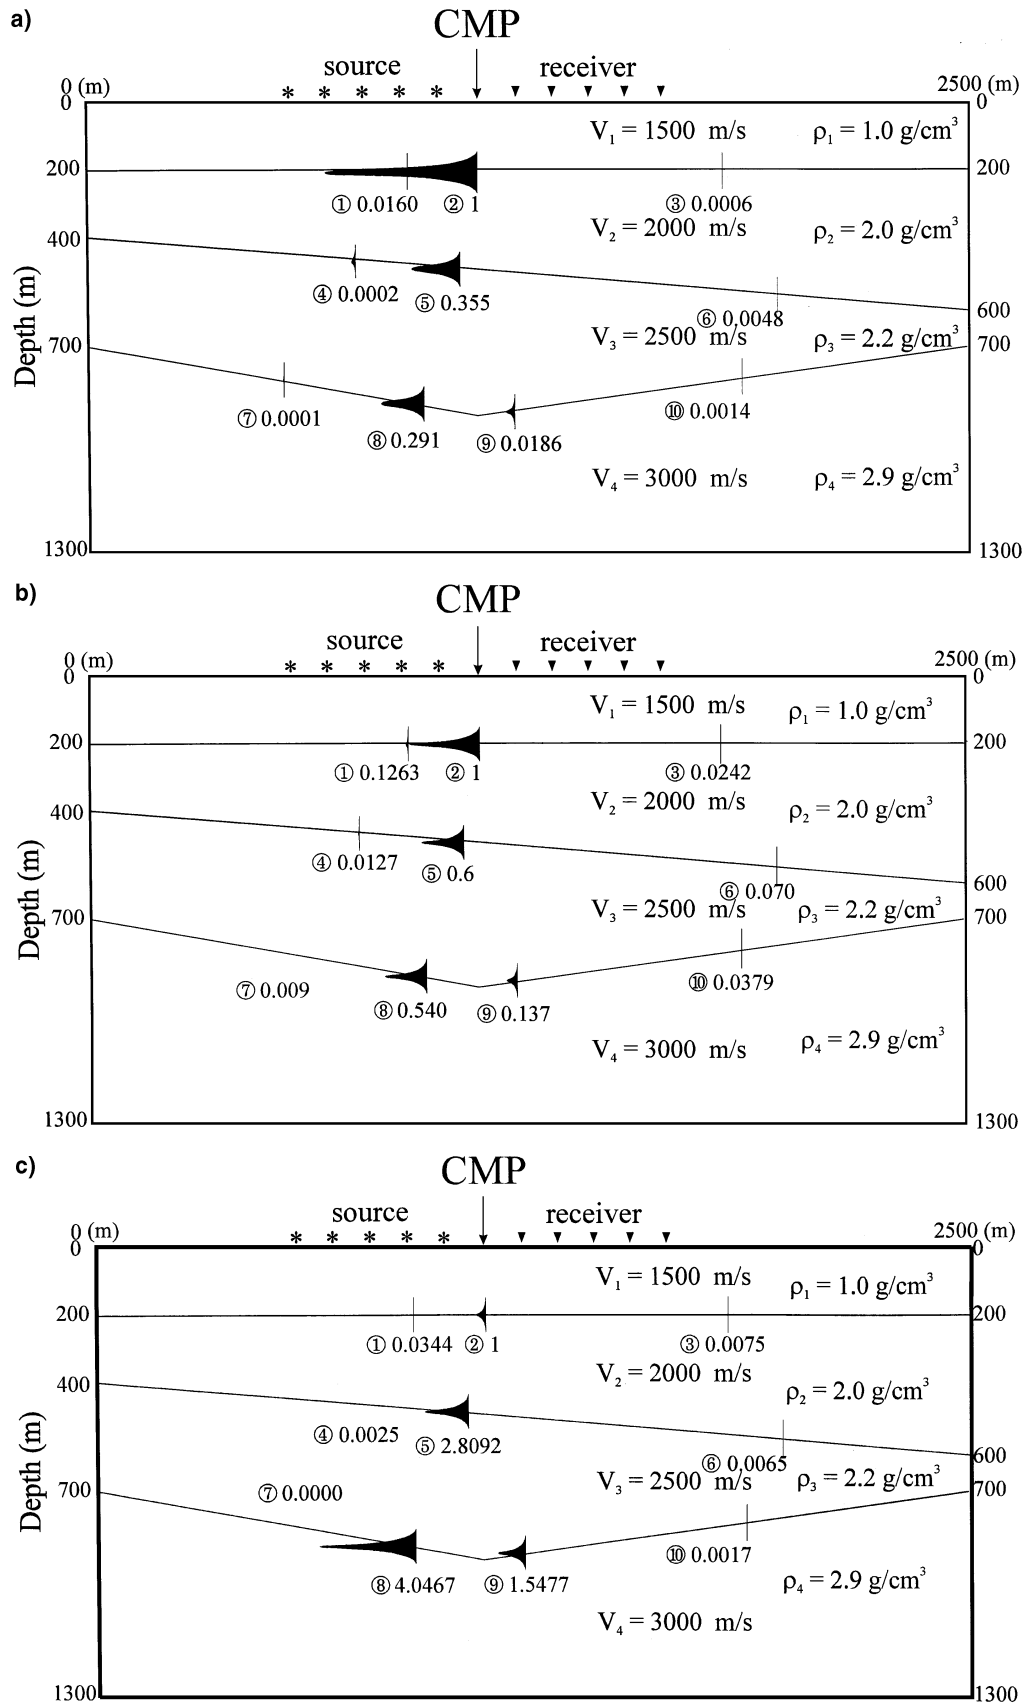 a)
CMP
source receiver
0 (m) 2500 (m)
* * * * *
0 0
V₁ = 1500 m/s ρ₁ = 1.0 g/cm³
200 200
① 0.0160 ② 1 ③ 0.0006
V₂ = 2000 m/s ρ₂ = 2.0 g/cm³
400
④ 0.0002 ⑤ 0.355
600
⑥ 0.0048
Depth (m)
V₃ = 2500 m/s ρ₃ = 2.2 g/cm³
700 700
⑦ 0.0001 ⑩ 0.0014
⑧ 0.291 ⑨ 0.0186
V₄ = 3000 m/s ρ₄ = 2.9 g/cm³
1300 1300
b)
CMP
source receiver
0 (m) 2500 (m)
* * * * *
0 0
V₁ = 1500 m/s ρ₁ = 1.0 g/cm³
200 200
① 0.1263 ② 1 ③ 0.0242
V₂ = 2000 m/s ρ₂ = 2.0 g/cm³
400
④ 0.0127 ⑤ 0.6
600
⑥ 0.070
Depth (m)
V₃ = 2500 m/s ρ₃ = 2.2 g/cm³
700 700
⑦ 0.009 ⑩ 0.0379
⑧ 0.540 ⑨ 0.137
V₄ = 3000 m/s ρ₄ = 2.9 g/cm³
1300 1300
c)
CMP
source receiver
0 (m) 2500 (m)
* * * * *
0 0
V₁ = 1500 m/s ρ₁ = 1.0 g/cm³
200 200
① 0.0344 ② 1 ③ 0.0075
V₂ = 2000 m/s ρ₂ = 2.0 g/cm³
400
④ 0.0025 ⑤ 2.8092
600
⑥ 0.0065
Depth (m)
V₃ = 2500 m/s ρ₃ = 2.2 g/cm³
700 700
⑦ 0.0000
⑩ 0.0017
⑧ 4.0467 ⑨ 1.5477
ρ₄ = 2.9 g/cm³
V₄ = 3000 m/s
1300 1300